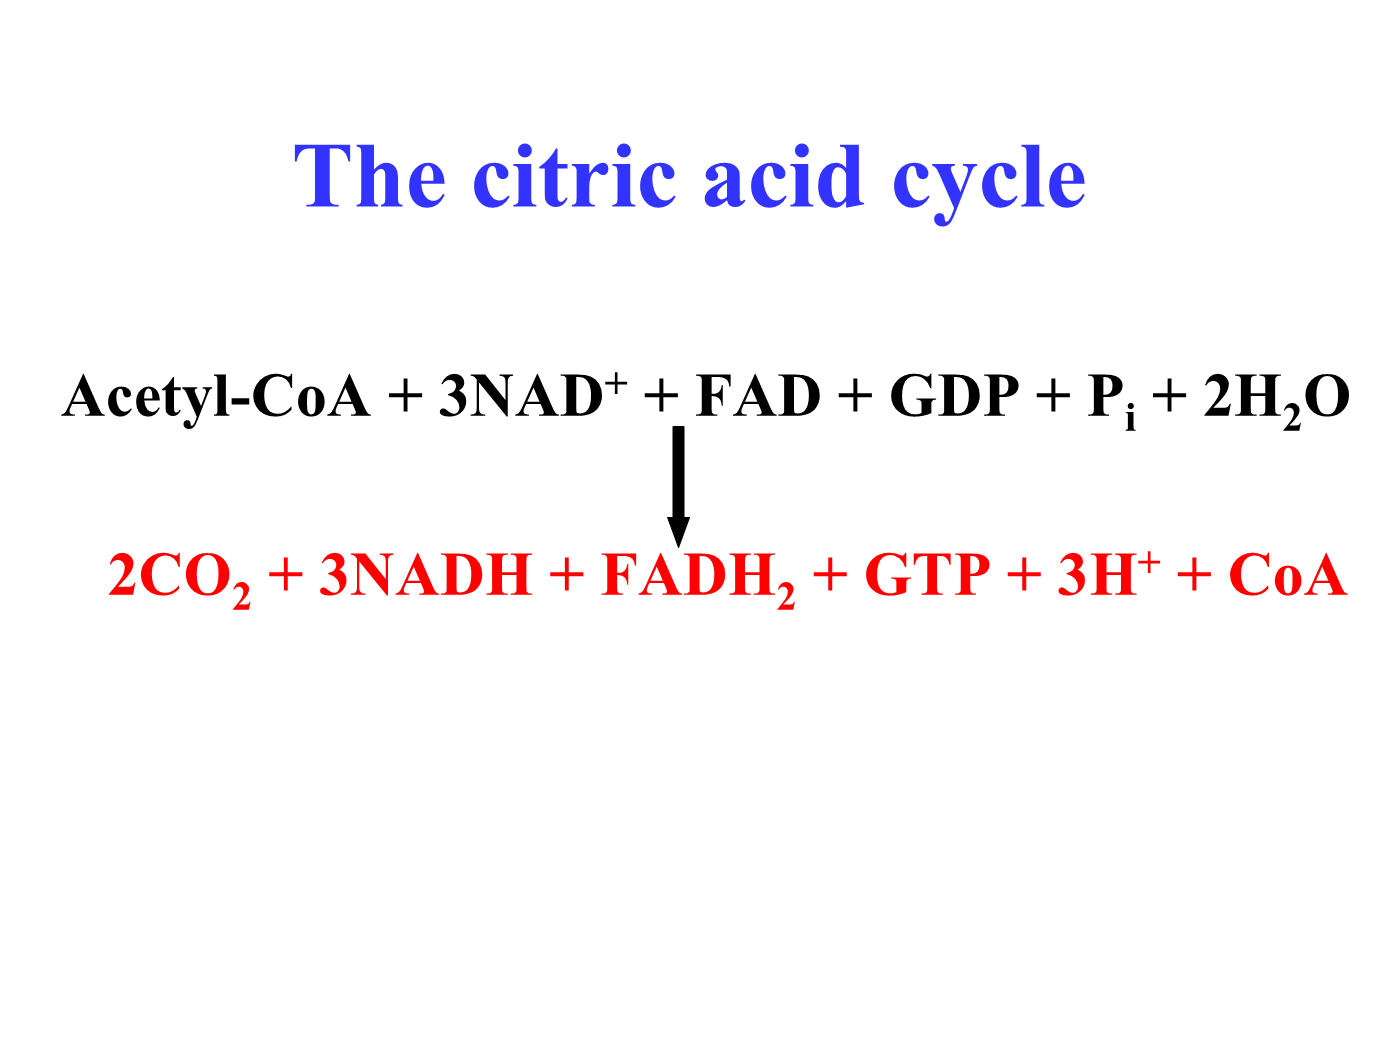 The citric acid cycle
Acetyl-CoA + 3NAD⁺ + FAD + GDP + Pᵢ + 2H₂O
2CO₂ + 3NADH + FADH₂ + GTP + 3H⁺ + CoA